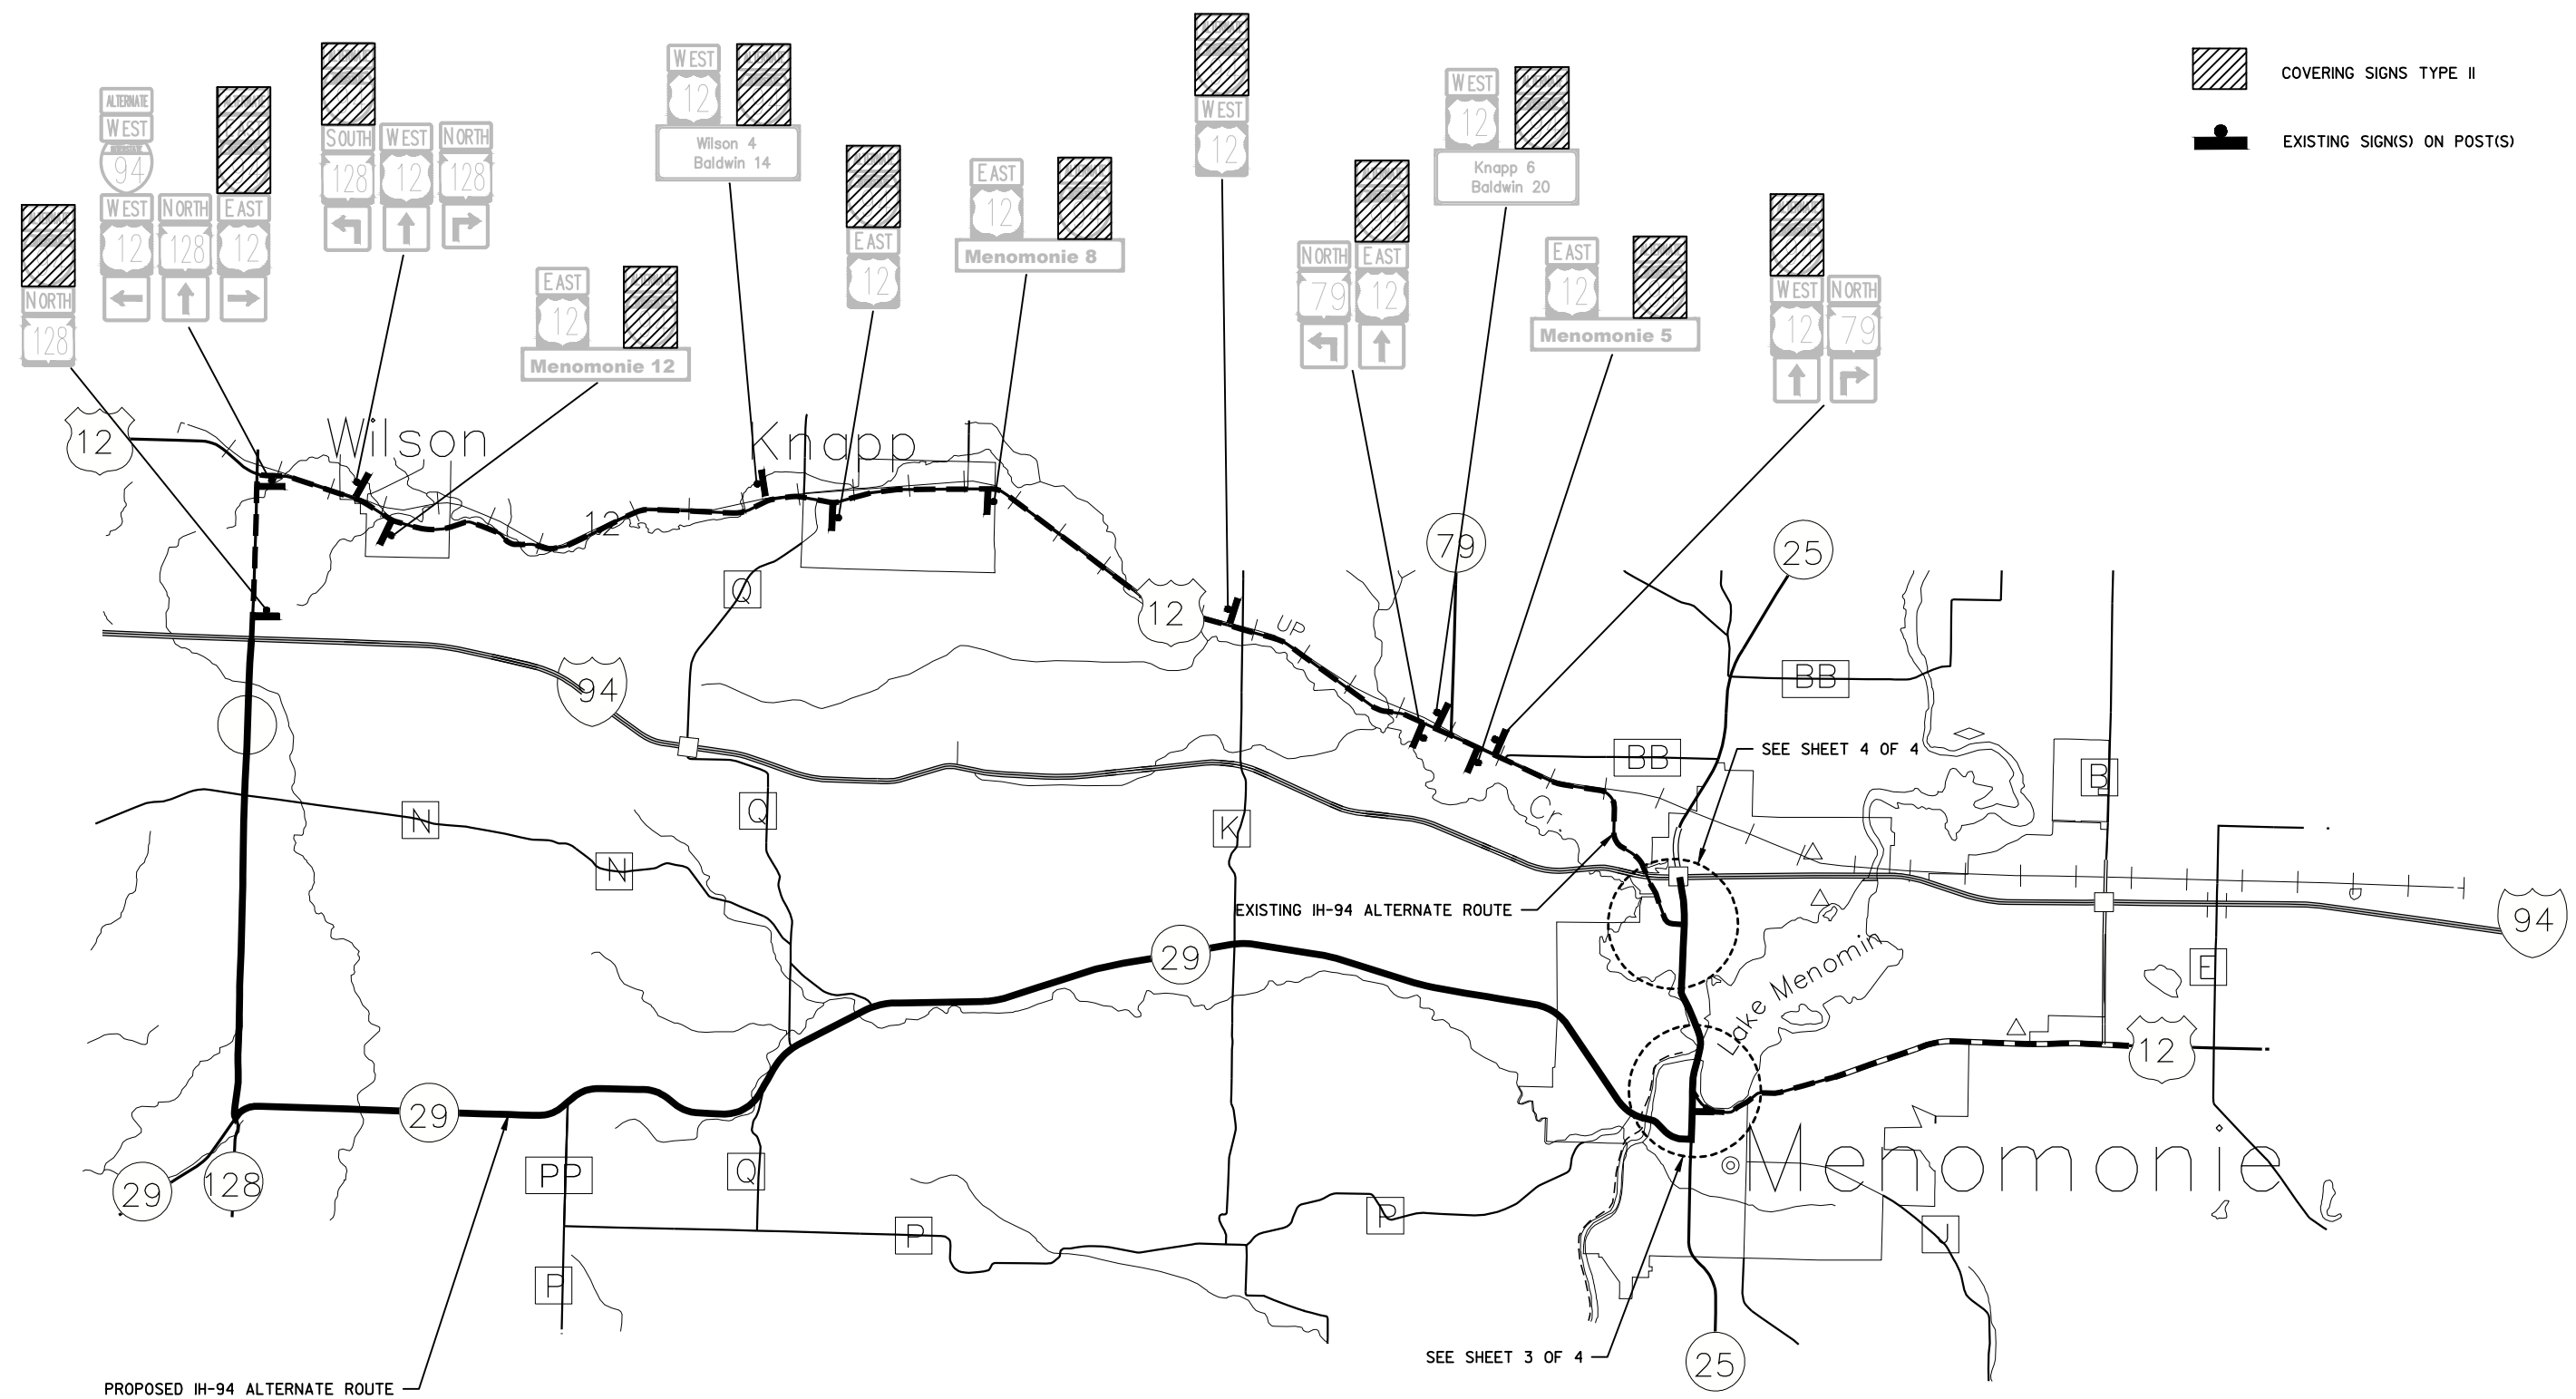 COVERING SIGNS TYPE II
EXISTING SIGN(S) ON POST(S)
NORTH
128
ALTERNATE
WEST
94
WEST
12
NORTH
128
EAST
12
SOUTH
128
WEST
12
NORTH
128
EAST
12
Menomonie 12
WEST
12
Wilson 4
Baldwin 14
EAST
12
EAST
12
Menomonie 8
WEST
12
NORTH
79
EAST
12
WEST
12
Knapp 6
Baldwin 20
EAST
12
Menomonie 5
WEST
12
NORTH
79
12
Wilson
Knapp
12
Q
12
UP
79
25
94
BB
BB
SEE SHEET 4 OF 4
B
N
Q
K
Cr.
N
EXISTING IH-94 ALTERNATE ROUTE
94
29
Lake Menomin
E
12
29
Menomonie
29
128
PP
Q
P
P
J
P
SEE SHEET 3 OF 4
25
PROPOSED IH-94 ALTERNATE ROUTE